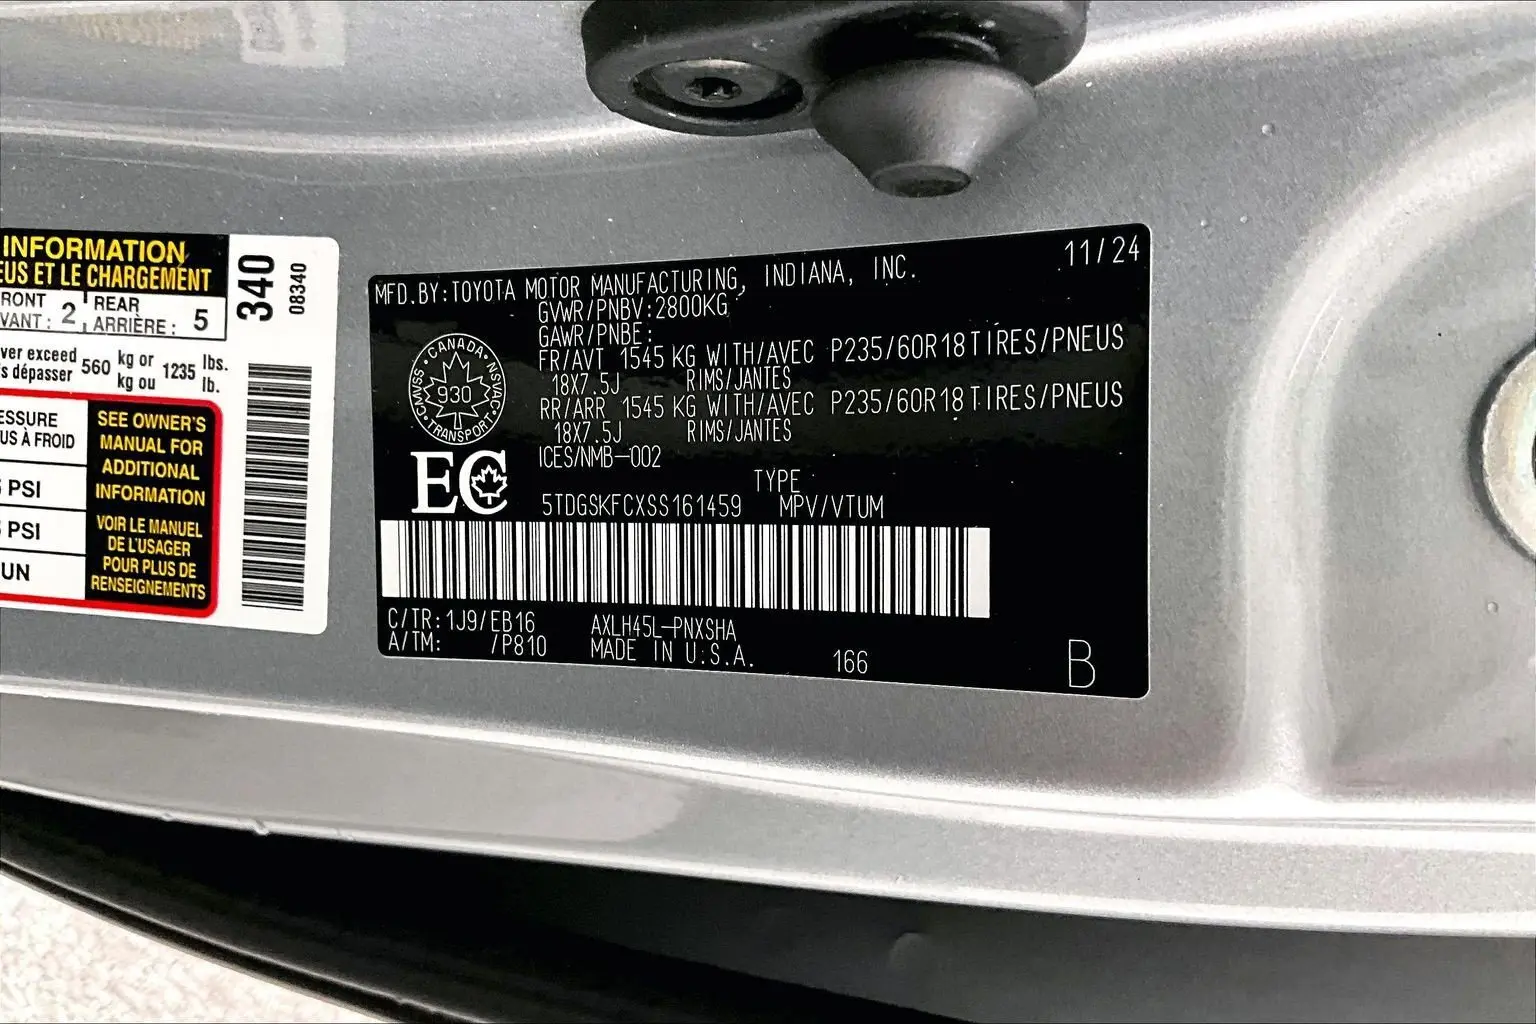 INFORMATION
EUS ET LE CHARGEMENT
RONT 2 REAR 5
VANT : ARRIÈRE :
ver exceed 560 kg or 1235 lbs.
s dépasser kg ou lb.
ESSURE
US À FROID
PSI
PSI
UN
SEE OWNER'S
MANUAL FOR
ADDITIONAL
INFORMATION
VOIR LE MANUEL
DE L'USAGER
POUR PLUS DE
RENSEIGNEMENTS
340
08340
11/24
MFD.BY:TOYOTA MOTOR MANUFACTURING, INDIANA, INC.
GVWR/PNBV:2800KG
GAWR/PNBE:
FR/AVT 1545 KG WITH/AVEC P235/60R18TIRES/PNEUS
18X7.5J RIMS/JANTES
RR/ARR 1545 KG WITH/AVEC P235/60R18TIRES/PNEUS
18X7.5J RIMS/JANTES
ICES/NMB-002
CANADA
930
TRANSPORT
CMVSS
NSVAC
EC
TYPE
5TDGSKFCXSS161459 MPV/VTUM
C/TR:1J9/EB16 AXLH45L-PNXSHA
A/TM: /P810 MADE IN U.S.A. 166
B